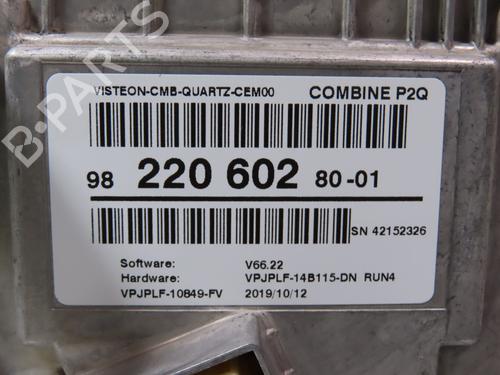 VISTEON-CMB-QUARTZ-CEM00 COMBINE P2Q
98 220 602 80-01
SN 42152326
Software: V66.22
Hardware: VPJPLF-14B115-DN RUN4
VPJPLF-10849-FV 2019/10/12
B-PARTS